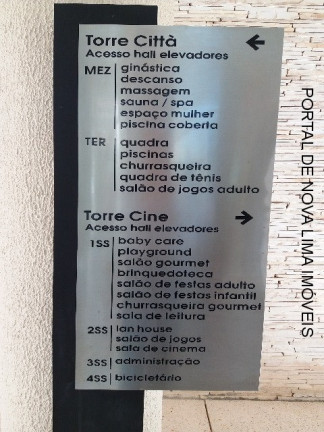 Torre Città ←
Acesso hall elevadores
MEZ ginástica
descanso
massagem
sauna / spa
espaço mulher
piscina coberta
TER quadra
piscinas
churrasqueira
quadra de tênis
salão de jogos adulto
Torre Cine →
Acesso hall elevadores
1SS baby care
playground
salão gourmet
brinquedoteca
salão de festas adulto
salão de festas infantil
churrasqueira gourmet
sala de leitura
2SS lan house
salão de jogos
sala de cinema
3SS administração
4SS bicicletário
PORTAL DE NOVA LIMA IMÓVEIS